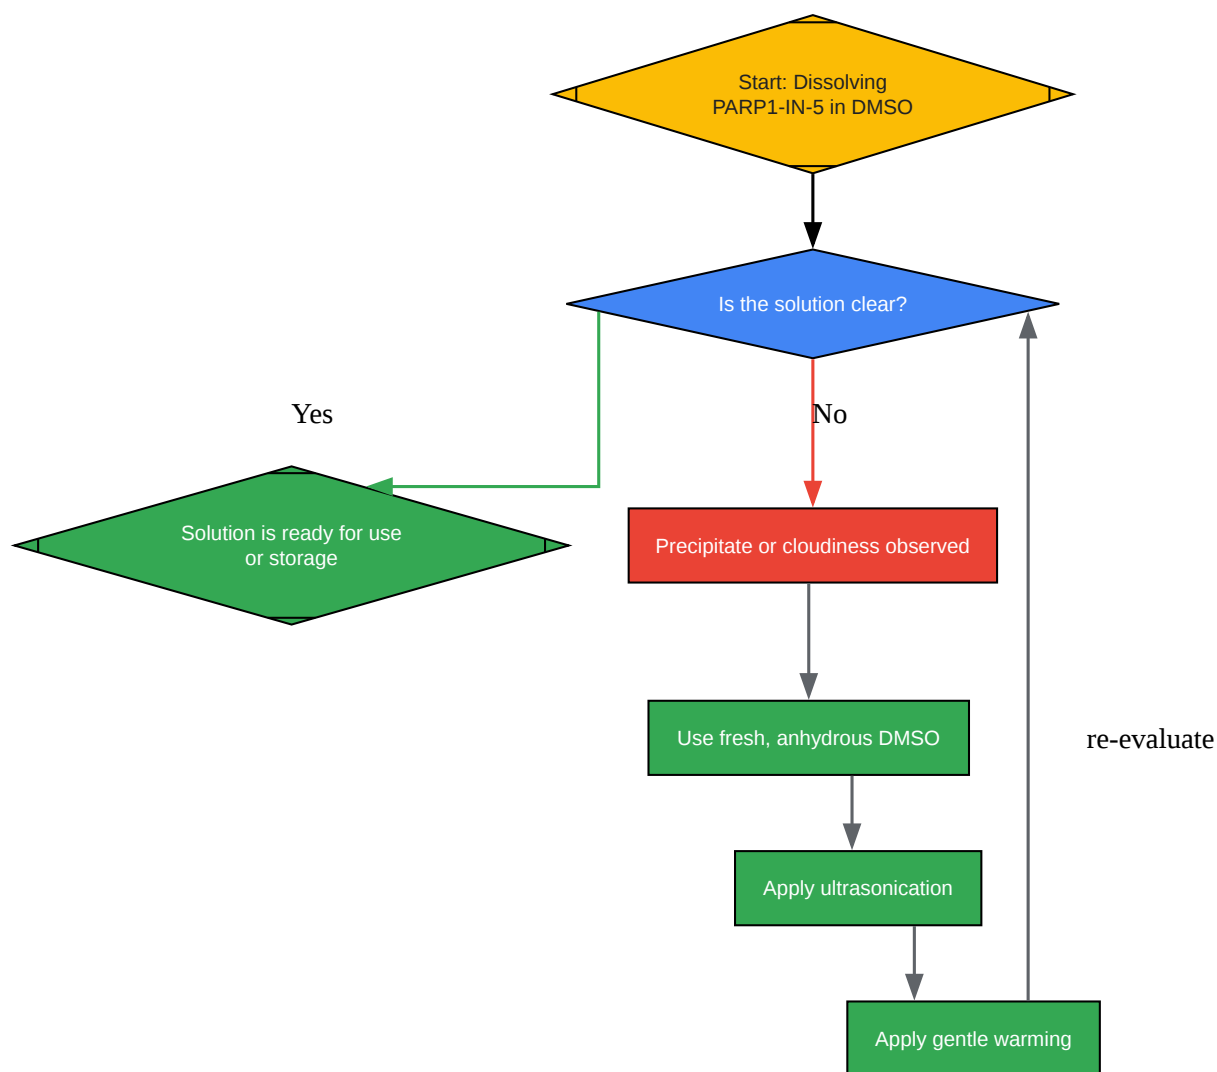 Start: Dissolving
PARP1-IN-5 in DMSO
Is the solution clear?
Yes
No
Solution is ready for use
or storage
Precipitate or cloudiness observed
Use fresh, anhydrous DMSO
re-evaluate
Apply ultrasonication
Apply gentle warming